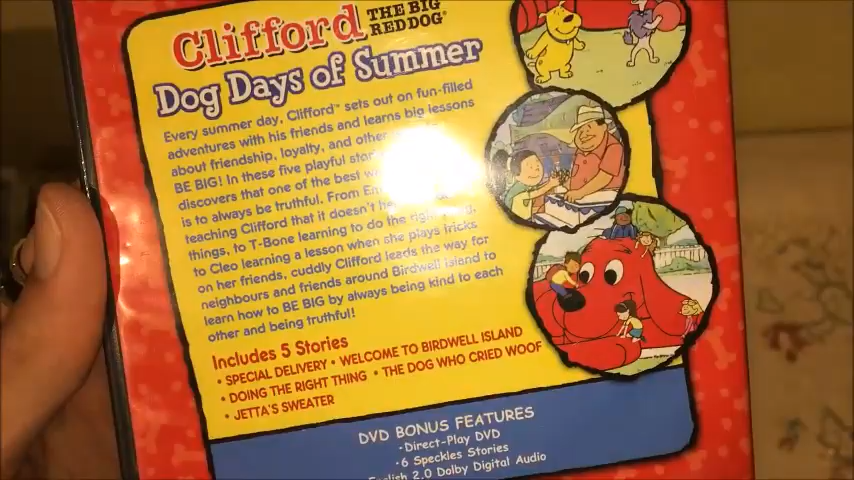 Clifford THE BIG RED DOG®
Dog Days of Summer
Every summer day, Clifford™ sets out on fun-filled
adventures with his friends and learns big lessons
about friendship, loyalty, and other
BE BIG! In these five playful
discovers that one of the best
is to always be truthful. From
teaching Clifford that it doesn't
things, to T-Bone learning to do the right
to Cleo learning a lesson when she plays tricks
on her friends, cuddly Clifford leads the way for
neighbours and friends around Birdwell Island to
learn how to BE BIG by always being kind to each
other and being truthful!
Includes 5 Stories
• SPECIAL DELIVERY • WELCOME TO BIRDWELL ISLAND
• DOING THE RIGHT THING • THE DOG WHO CRIED WOOF
• JETTA'S SWEATER
DVD BONUS FEATURES
• Direct-Play DVD
• 6 Speckles Stories
English 2.0 Dolby Digital Audio